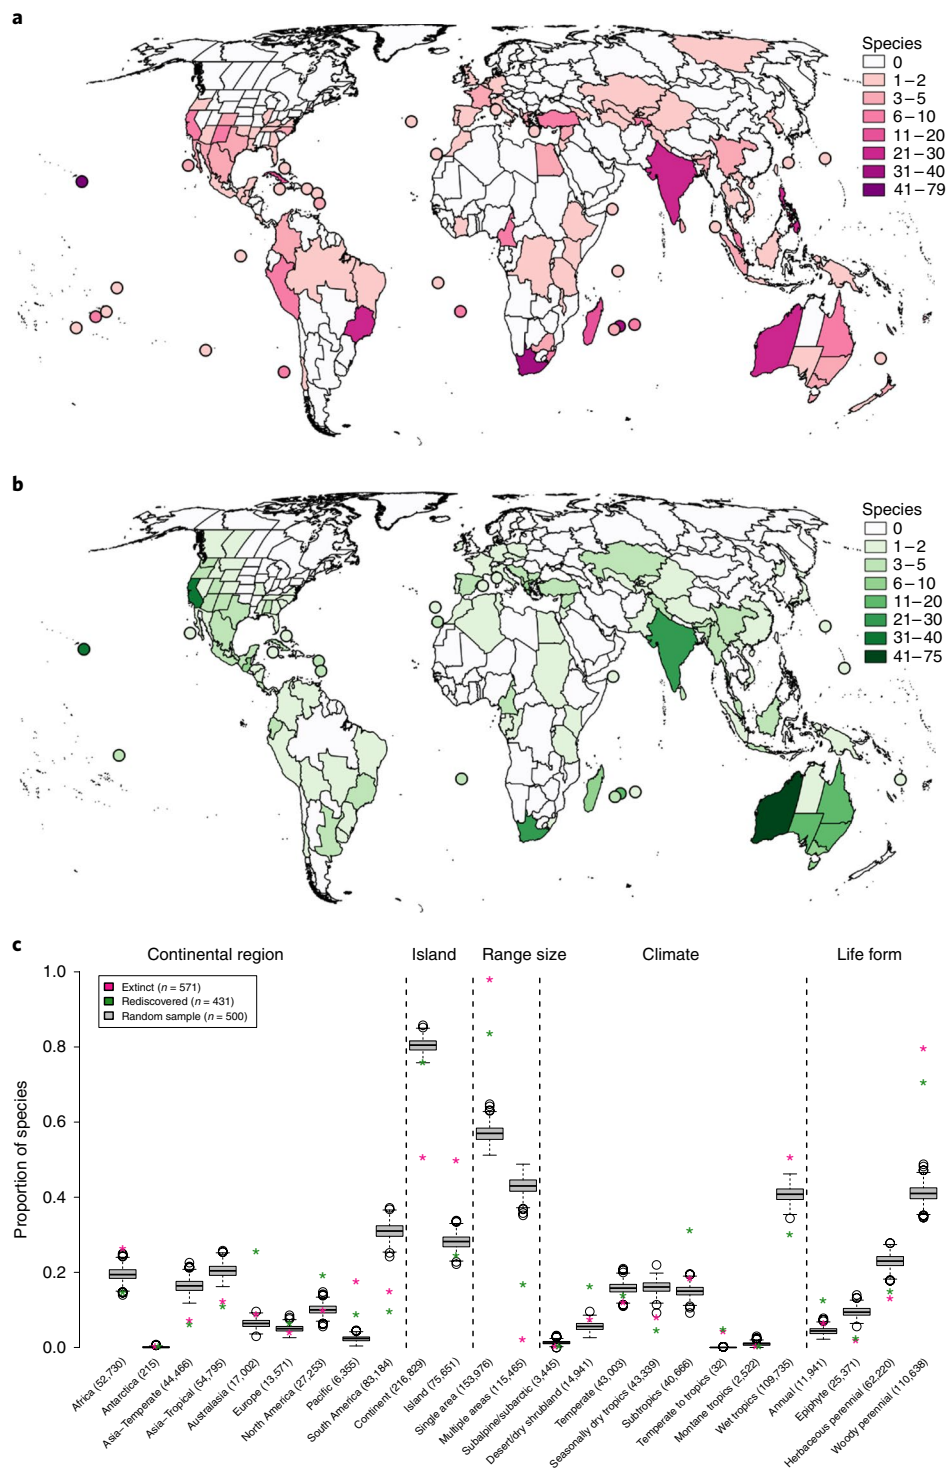 a
Species
0
1–2
3–5
6–10
11–20
21–30
31–40
41–79
b
Species
0
1–2
3–5
6–10
11–20
21–30
31–40
41–75
c
Continental region
Island
Range size
Climate
Life form
Extinct (n = 571)
Rediscovered (n = 431)
Random sample (n = 500)
Proportion of species
1.0
0.8
0.6
0.4
0.2
0.0
Africa (52,730)
Antarctica (215)
Asia–Temperate (44,466)
Asia–Tropical (54,795)
Australasia (17,002)
Europe (13,571)
North America (27,253)
Pacific (6,355)
South America (83,184)
Continent (216,829)
Island (75,651)
Single area (153,976)
Multiple areas (115,465)
Subalpine/subarctic (3,445)
Desert/dry shrubland (14,941)
Temperate (43,003)
Seasonally dry tropics (43,339)
Subtropics (40,666)
Temperate to tropics (32)
Montane tropics (2,522)
Wet tropics (109,735)
Annual (11,941)
Epiphyte (25,371)
Herbaceous perennial (62,220)
Woody perennial (110,638)